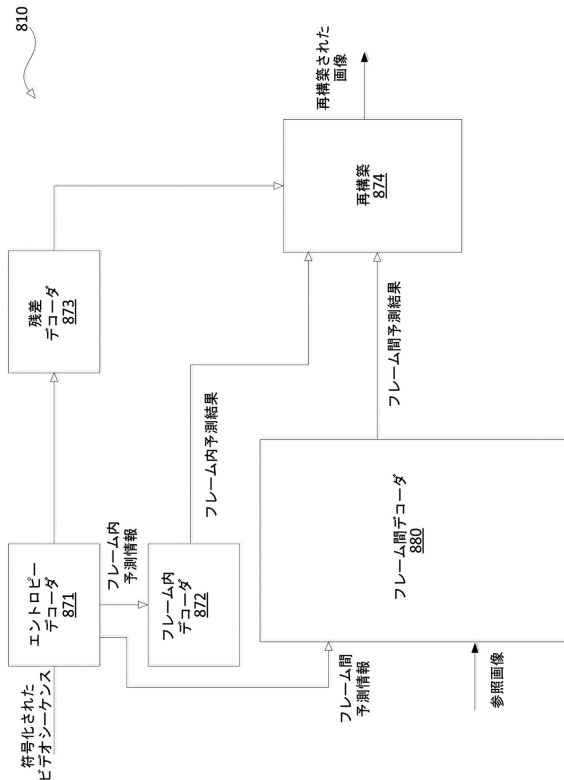 810
符号化された
ビデオシーケンス
エントロピー
デコーダ
871
残差
デコーダ
873
フレーム内
予測情報
フレーム内
デコーダ
872
フレーム内予測結果
再構築
874
再構築された
画像
フレーム間
予測情報
フレーム間デコーダ
880
フレーム間予測結果
参照画像